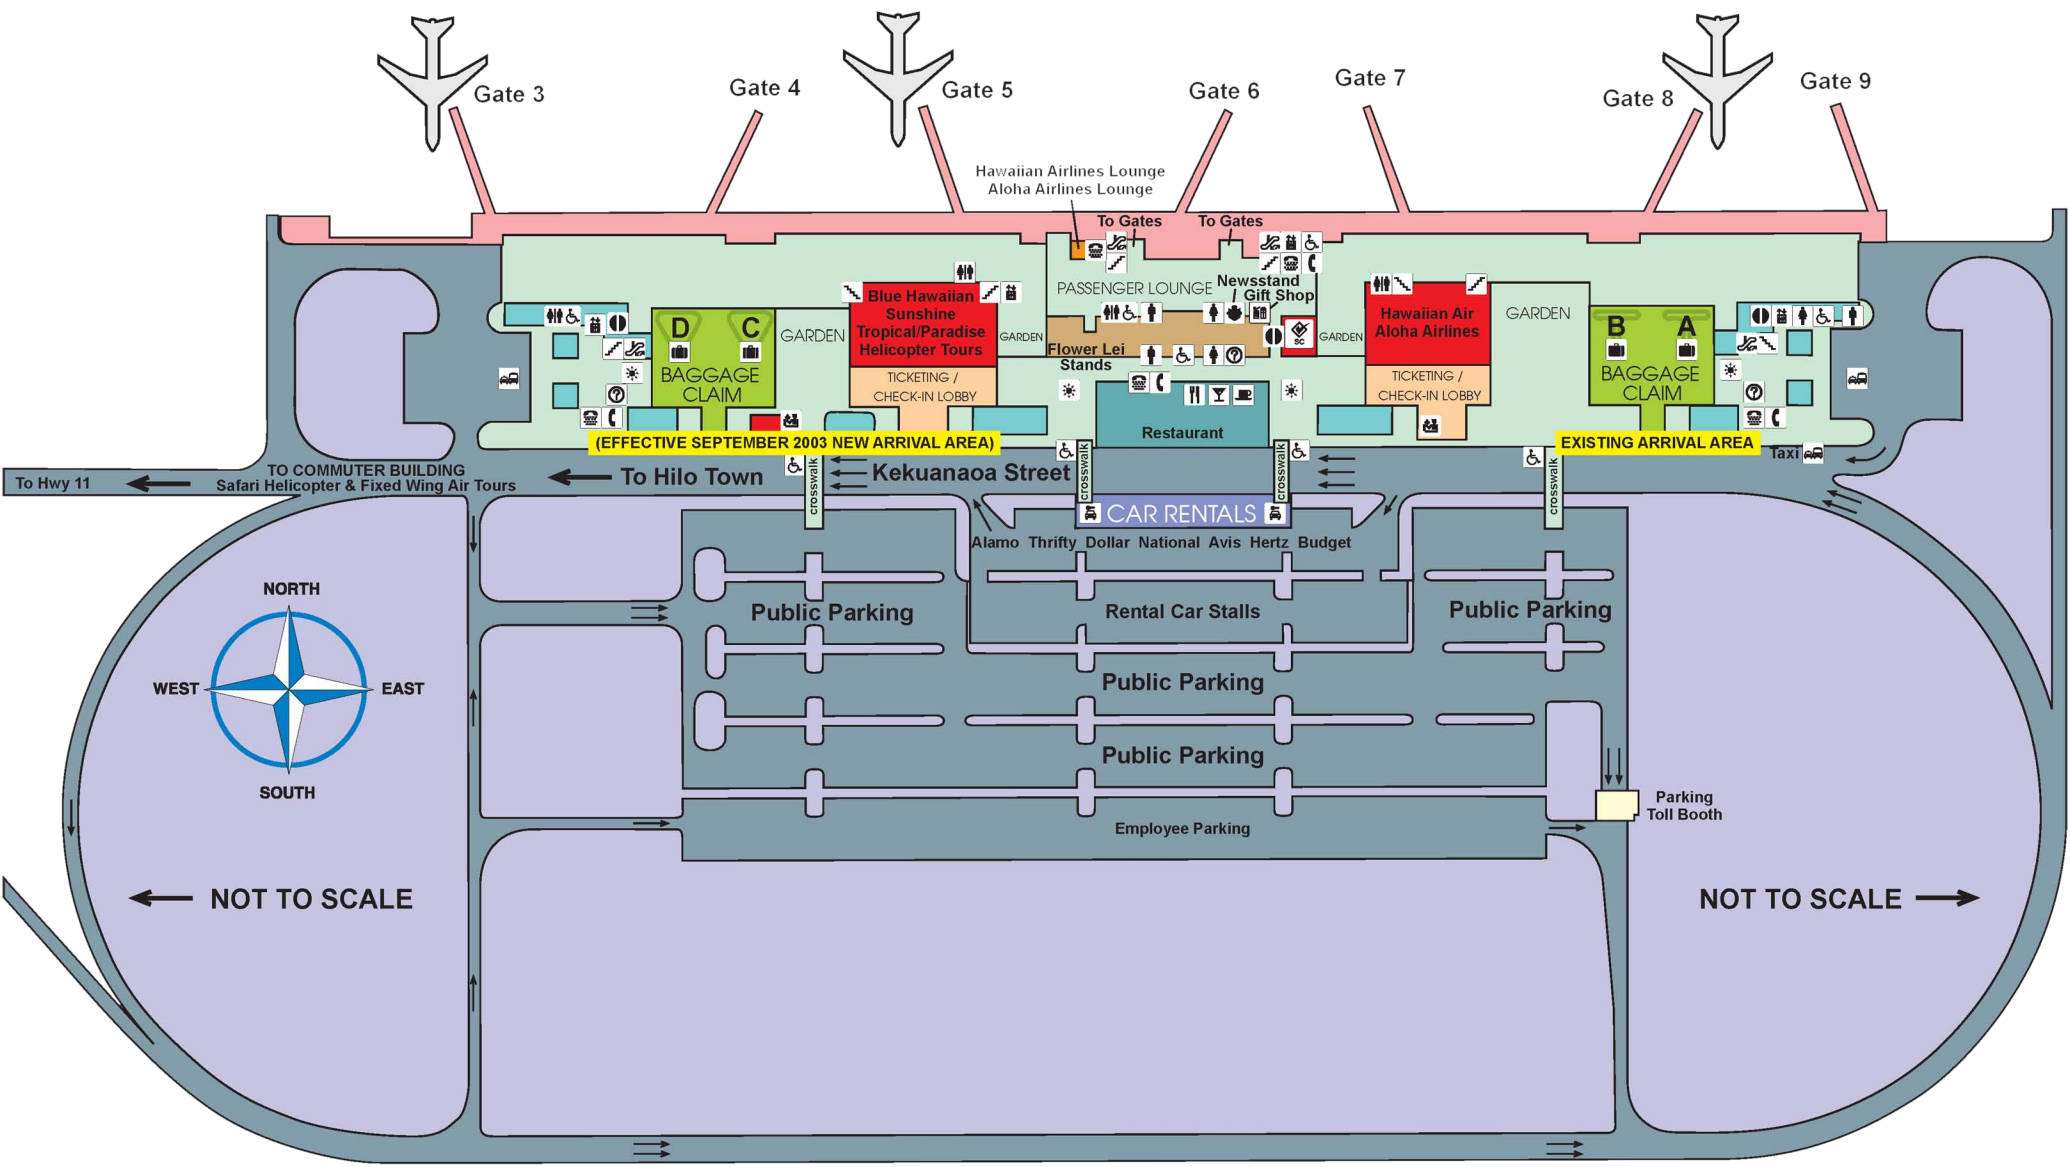 Gate 3
Gate 4
Gate 5
Gate 6
Gate 7
Gate 8
Gate 9
Hawaiian Airlines Lounge
Aloha Airlines Lounge
To Gates
To Gates
PASSENGER LOUNGE
Newsstand
Gift Shop
Blue Hawaiian
Sunshine
Tropical/Paradise
Helicopter Tours
Hawaiian Air
Aloha Airlines
GARDEN
GARDEN
GARDEN
GARDEN
D
C
B
A
SC
BAGGAGE
CLAIM
TICKETING /
CHECK-IN LOBBY
Flower Lei
Stands
TICKETING /
CHECK-IN LOBBY
BAGGAGE
CLAIM
Restaurant
(EFFECTIVE SEPTEMBER 2003 NEW ARRIVAL AREA)
EXISTING ARRIVAL AREA
Taxi
To Hwy 11
TO COMMUTER BUILDING
Safari Helicopter & Fixed Wing Air Tours
To Hilo Town
Kekuanaoa Street
crosswalk
crosswalk
crosswalk
crosswalk
CAR RENTALS
Alamo Thrifty Dollar National Avis Hertz Budget
Public Parking
Rental Car Stalls
Public Parking
Public Parking
Public Parking
Employee Parking
Parking
Toll Booth
NORTH
WEST
EAST
SOUTH
NOT TO SCALE
NOT TO SCALE